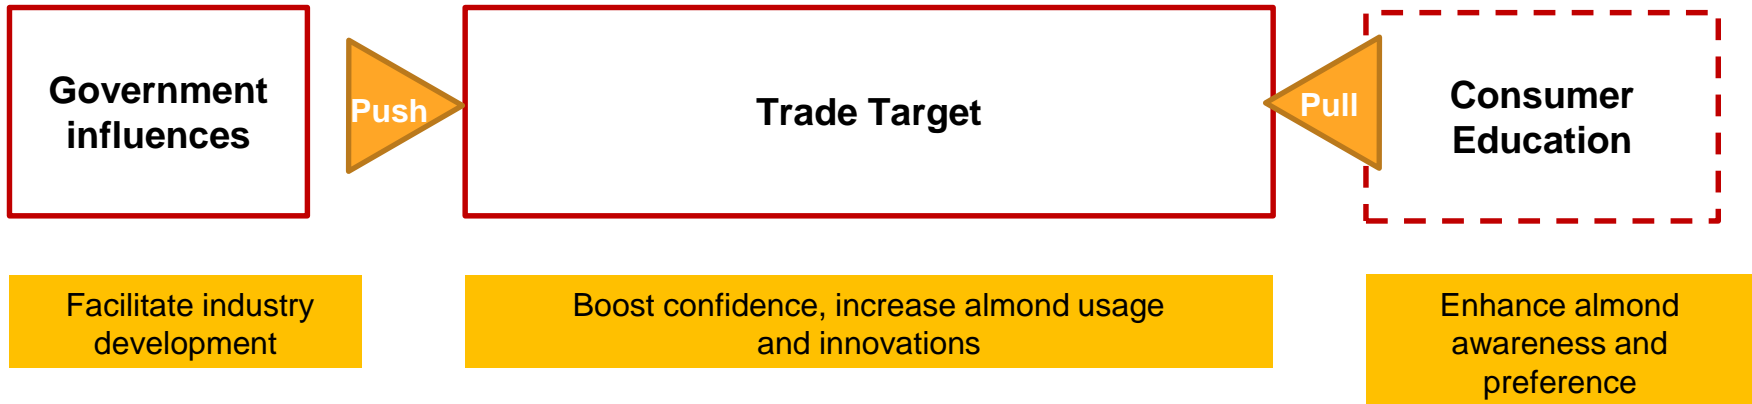 Government
influences
Push
Trade Target
Pull
Consumer
Education
Facilitate industry
development
Boost confidence, increase almond usage
and innovations
Enhance almond
awareness and
preference